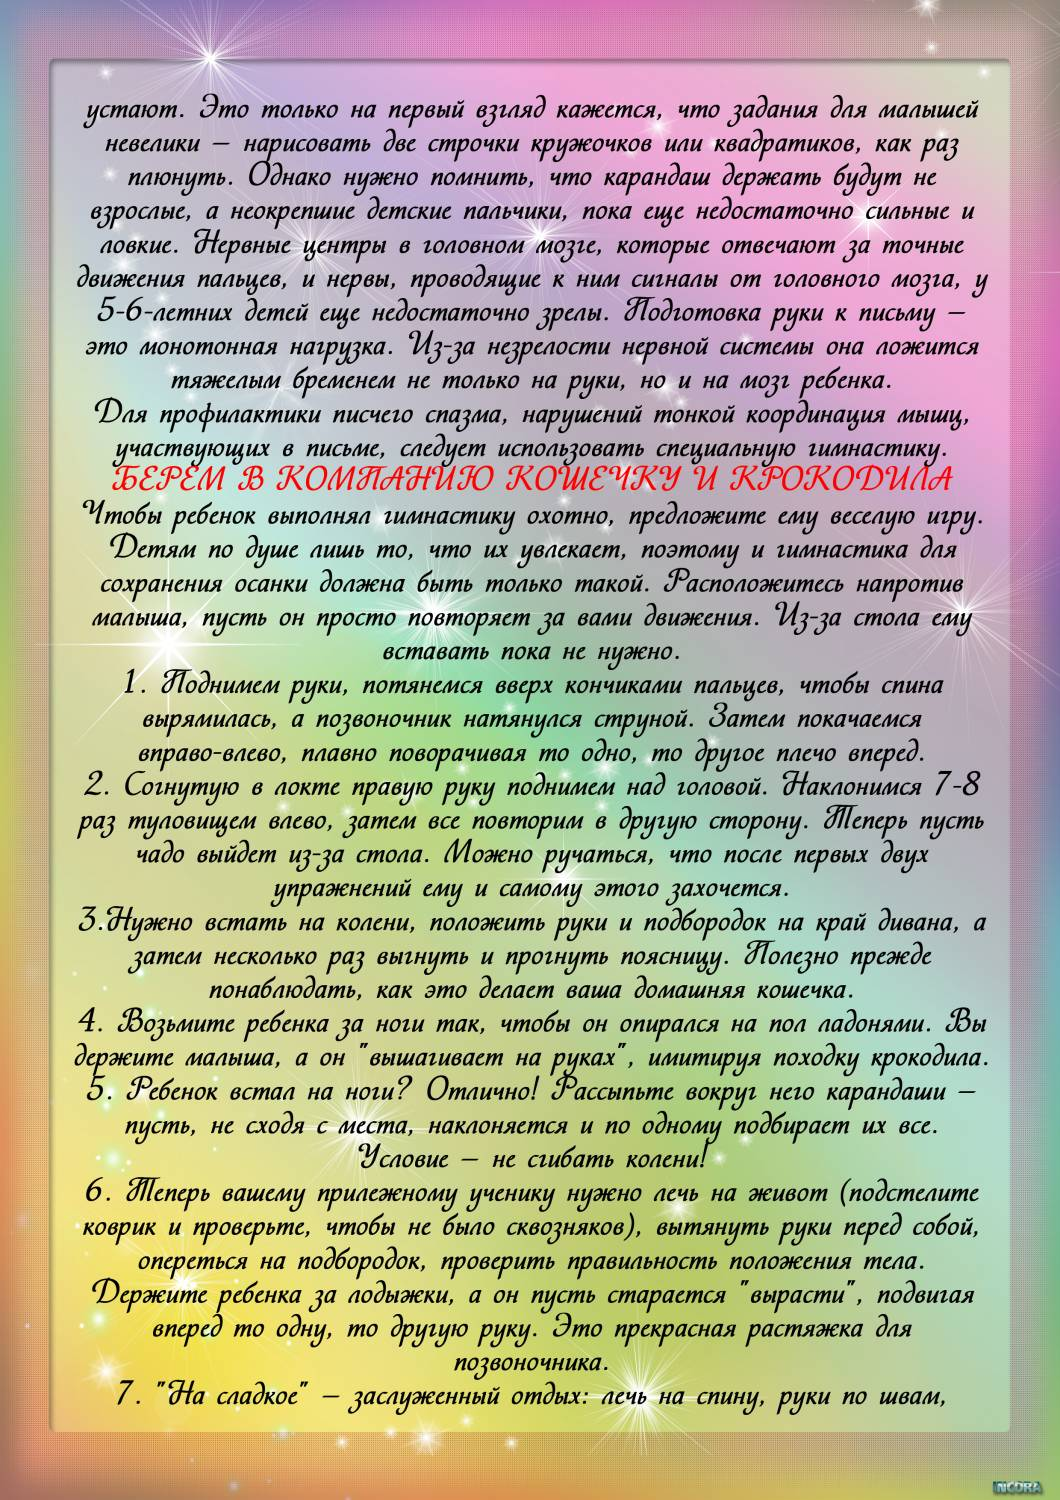 устают. Это только на первый взгляд кажется, что задания для малышей
невелики – нарисовать две строчки кружочков или квадратиков, как раз
плюнуть. Однако нужно помнить, что карандаш держать будут не
взрослые, а неокрепшие детские пальчики, пока еще недостаточно сильные и
ловкие. Нервные центры в головном мозге, которые отвечают за точные
движения пальцев, и нервы, проводящие к ним сигналы от головного мозга, у
5-6-летних детей еще недостаточно зрелы. Подготовка руки к письму –
это монотонная нагрузка. Из-за незрелости нервной системы она ложится
тяжелым бременем не только на руки, но и на мозг ребенка.
Для профилактики писчего спазма, нарушений тонкой координация мышц,
участвующих в письме, следует использовать специальную гимнастику.
БЕРЕМ В КОМПАНИЮ КОШЕЧКУ И КРОКОДИЛА
Чтобы ребенок выполнял гимнастику охотно, предложите ему веселую игру.
Детям по душе лишь то, что их увлекает, поэтому и гимнастика для
сохранения осанки должна быть только такой. Расположитесь напротив
малыша, пусть он просто повторяет за вами движения. Из-за стола ему
вставать пока не нужно.
1. Поднимем руки, потянемся вверх кончиками пальцев, чтобы спина
вырямилась, а позвоночник натянулся струной. Затем покачаемся
вправо-влево, плавно поворачивая то одно, то другое плечо вперед.
2. Согнутую в локте правую руку поднимем над головой. Наклонимся 7-8
раз туловищем влево, затем все повторим в другую сторону. Теперь пусть
чадо выйдет из-за стола. Можно ручаться, что после первых двух
упражнений ему и самому этого захочется.
3.Нужно встать на колени, положить руки и подбородок на край дивана, а
затем несколько раз выгнуть и прогнуть поясницу. Полезно прежде
понаблюдать, как это делает ваша домашняя кошечка.
4. Возьмите ребенка за ноги так, чтобы он опирался на пол ладонями. Вы
держите малыша, а он "вышагивает на руках", имитируя походку крокодила.
5. Ребенок встал на ноги? Отлично! Рассыпьте вокруг него карандаши –
пусть, не сходя с места, наклоняется и по одному подбирает их все.
Условие – не сгибать колени!
6. Теперь вашему прилежному ученику нужно лечь на живот (подстелите
коврик и проверьте, чтобы не было сквозняков), вытянуть руки перед собой,
опереться на подбородок, проверить правильность положения тела.
Держите ребенка за лодыжки, а он пусть старается "вырасти", подвигая
вперед то одну, то другую руку. Это прекрасная растяжка для
позвоночника.
7. "На сладкое" – заслуженный отдых: лечь на спину, руки по швам,